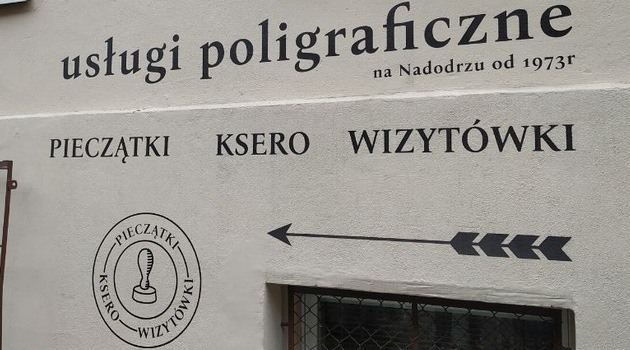 usługi poligraficzne
na Nadodrzu od 1973r
PIECZĄTKI KSERO WIZYTÓWKI
PIECZĄTKI
KSERO
WIZYTÓWKI